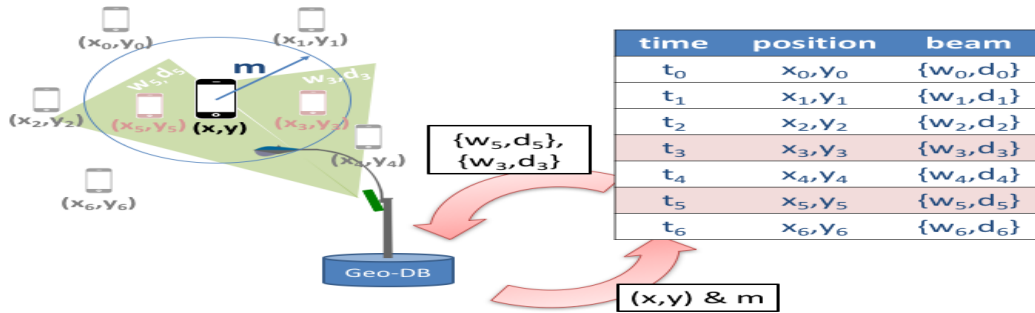 (x₀,y₀)
(x₁,y₁)
m
w₅,d₅
w₃,d₃
(x₂,y₂)
(x₅,y₅)
(x,y)
(x₃,y₃)
(x₄,y₄)
(x₆,y₆)
{w₅,d₅},
{w₃,d₃}
Geo-DB
(x,y) & m
time position beam
t₀ x₀,y₀ {w₀,d₀}
t₁ x₁,y₁ {w₁,d₁}
t₂ x₂,y₂ {w₂,d₂}
t₃ x₃,y₃ {w₃,d₃}
t₄ x₄,y₄ {w₄,d₄}
t₅ x₅,y₅ {w₅,d₅}
t₆ x₆,y₆ {w₆,d₆}